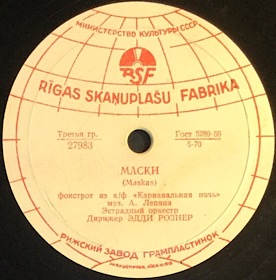 МИНИСТЕРСТВО КУЛЬТУРЫ СССР
RSF
RĪGAS SKAŅUPLAŠU FABRIKA
Третья гр. Гост 5289-56
27983 6-70
МАСКИ
(Maskas)
фокстрот из к/ф «Карнавальная ночь»
муз. А. Лепина
Эстрадный оркестр
Дирижер ЭДДИ РОЗНЕР
РИЖСКИЙ ЗАВОД ГРАМПЛАСТИНОК